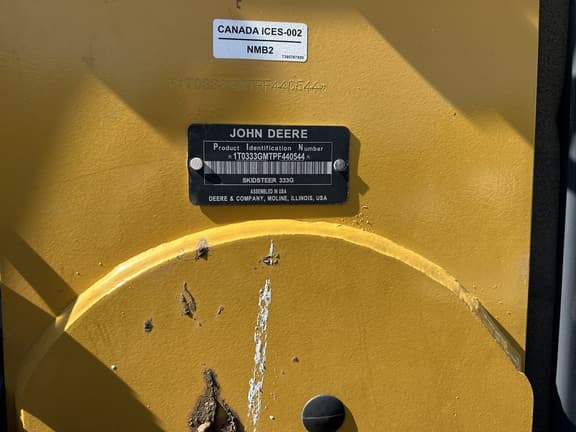 CANADA ICES-002
NMB2
*1T0333GMTPF440544*
JOHN DEERE
Product Identification Number
*1T0333GMTPF440544*
SKIDSTEER 333G
ASSEMBLED IN USA
DEERE & COMPANY, MOLINE, ILLINOIS, USA